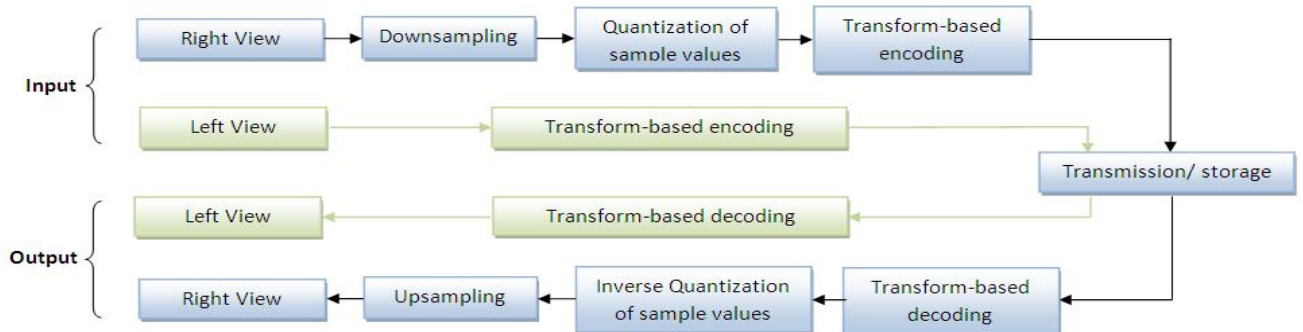 Right View
Downsampling
Quantization of
sample values
Transform-based
encoding
Input
Left View
Transform-based encoding
Transmission/ storage
Left View
Transform-based decoding
Output
Right View
Upsampling
Inverse Quantization
of sample values
Transform-based
decoding